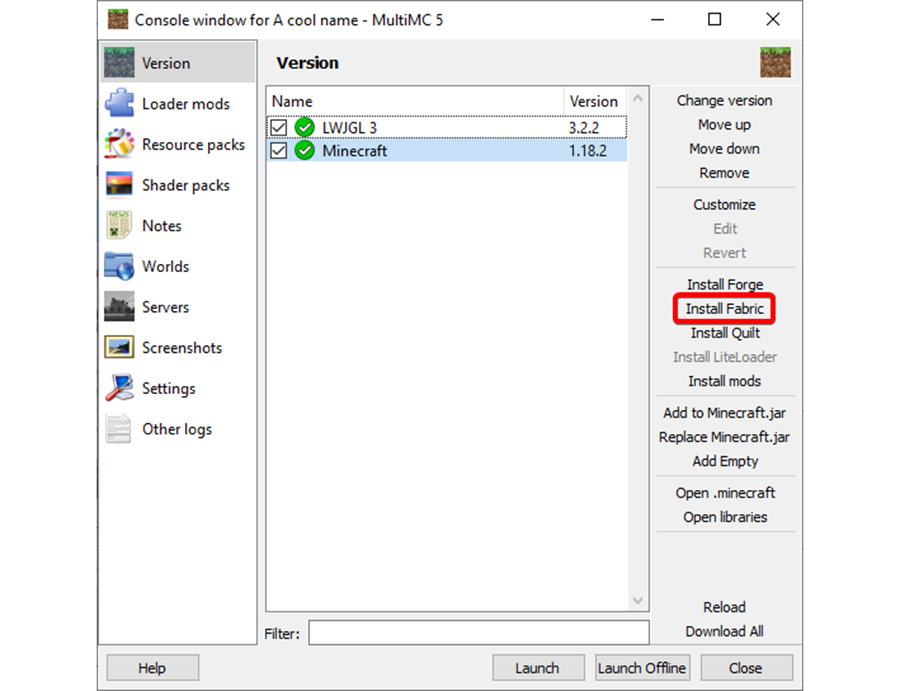 Console window for A cool name - MultiMC 5
Version
Loader mods
Resource packs
Shader packs
NEWS
Notes
Worlds
Servers
Screenshots
Settings
Other logs
Version
Name Version
LWJGL 3 3.2.2
Minecraft 1.18.2
Filter:
Change version
Move up
Move down
Remove
Customize
Edit
Revert
Install Forge
Install Fabric
Install Quilt
Install LiteLoader
Install mods
Add to Minecraft.jar
Replace Minecraft.jar
Add Empty
Open .minecraft
Open libraries
Reload
Download All
Help Launch Launch Offline Close